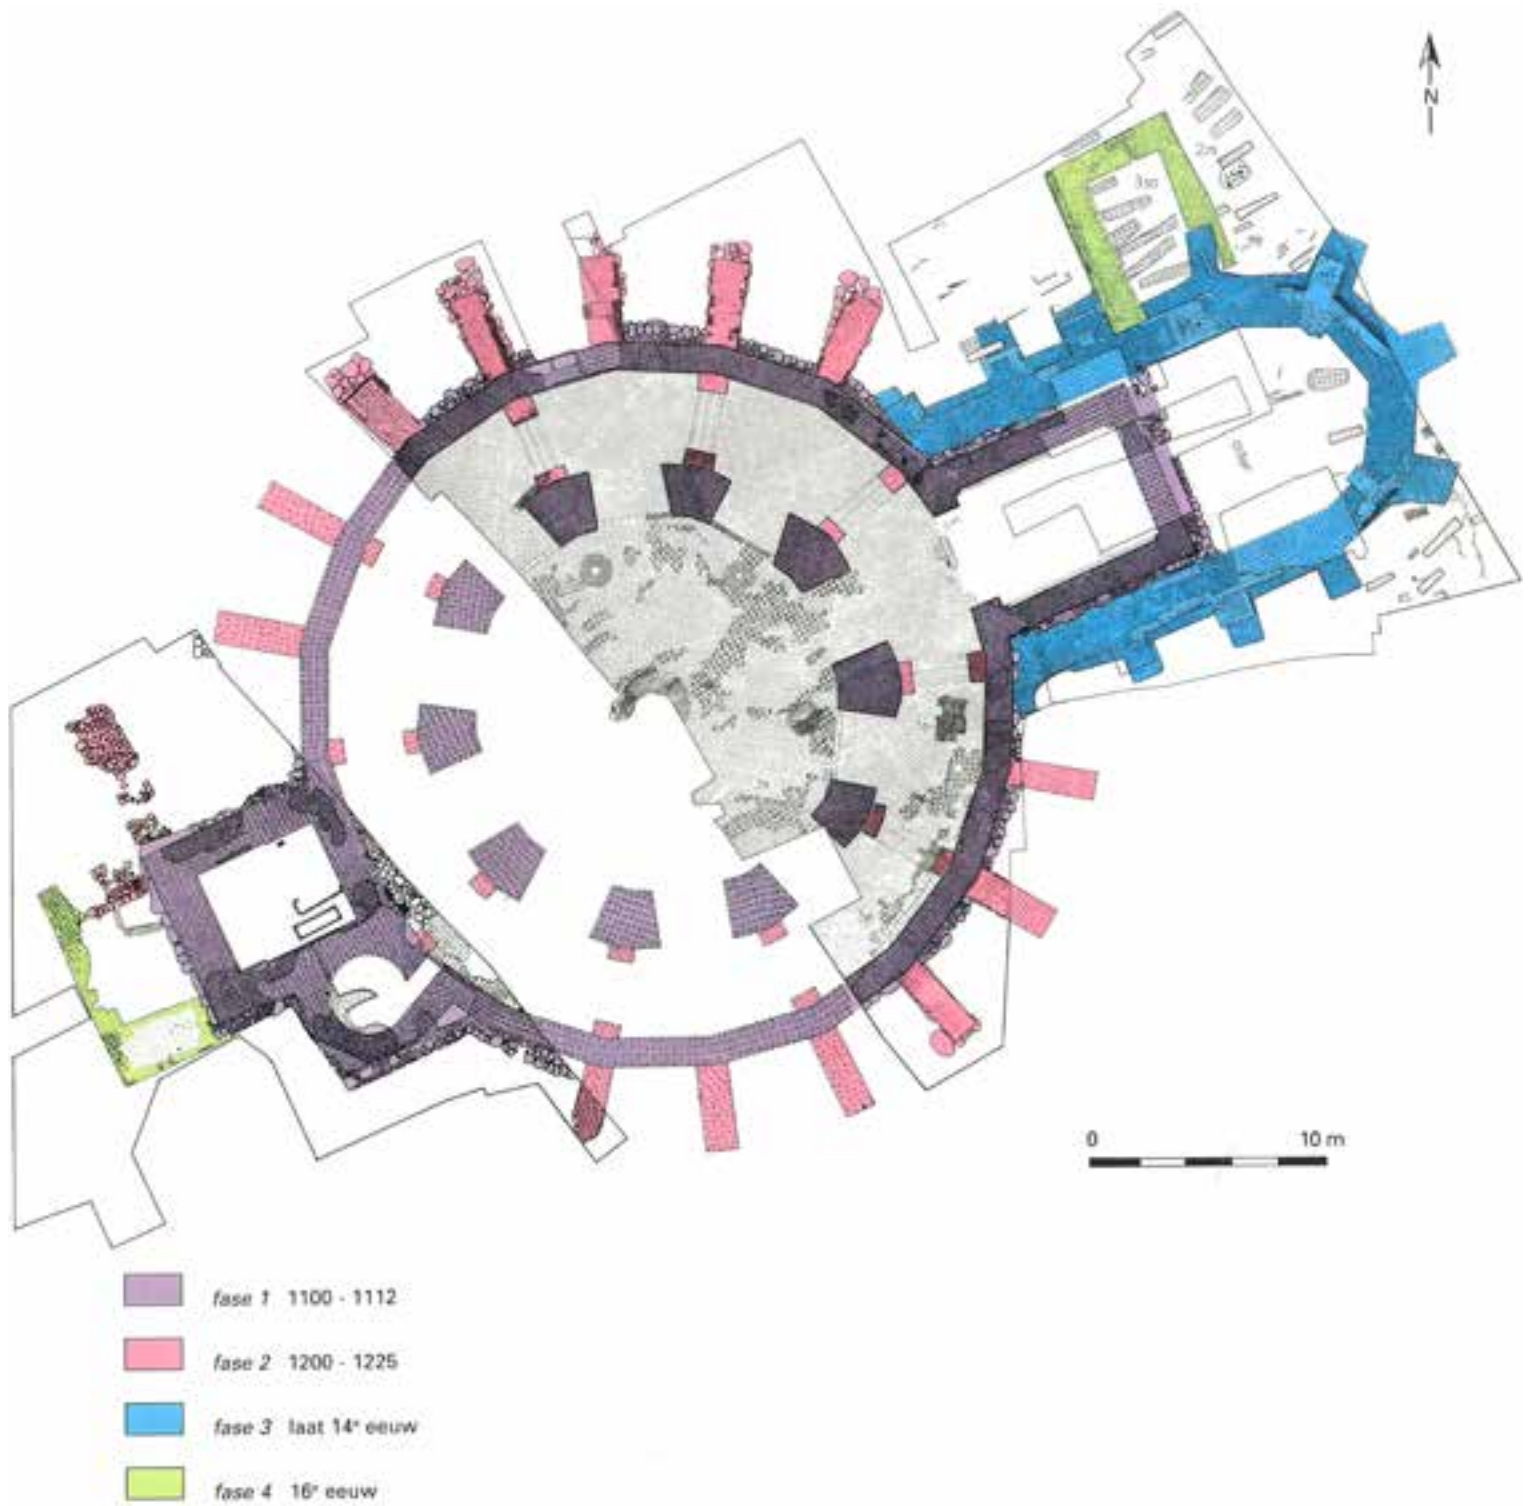 N
0 10 m
fase 1 1100 - 1112
fase 2 1200 - 1225
fase 3 laat 14e eeuw
fase 4 16e eeuw